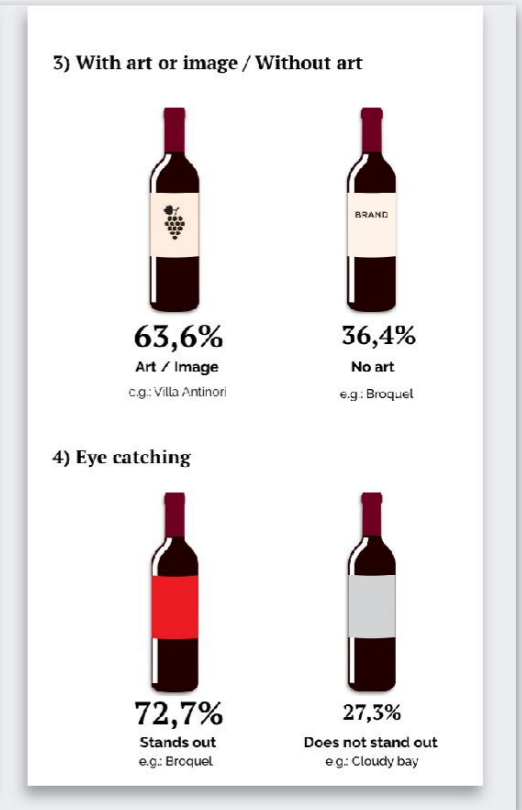 3) With art or image / Without art
BRAND
63,6%
36,4%
Art / Image
No art
e.g.: Villa Antinori
e.g.: Broquel
4) Eye catching
72,7%
27,3%
Stands out
Does not stand out
e.g.: Broquel
e.g.: Cloudy bay